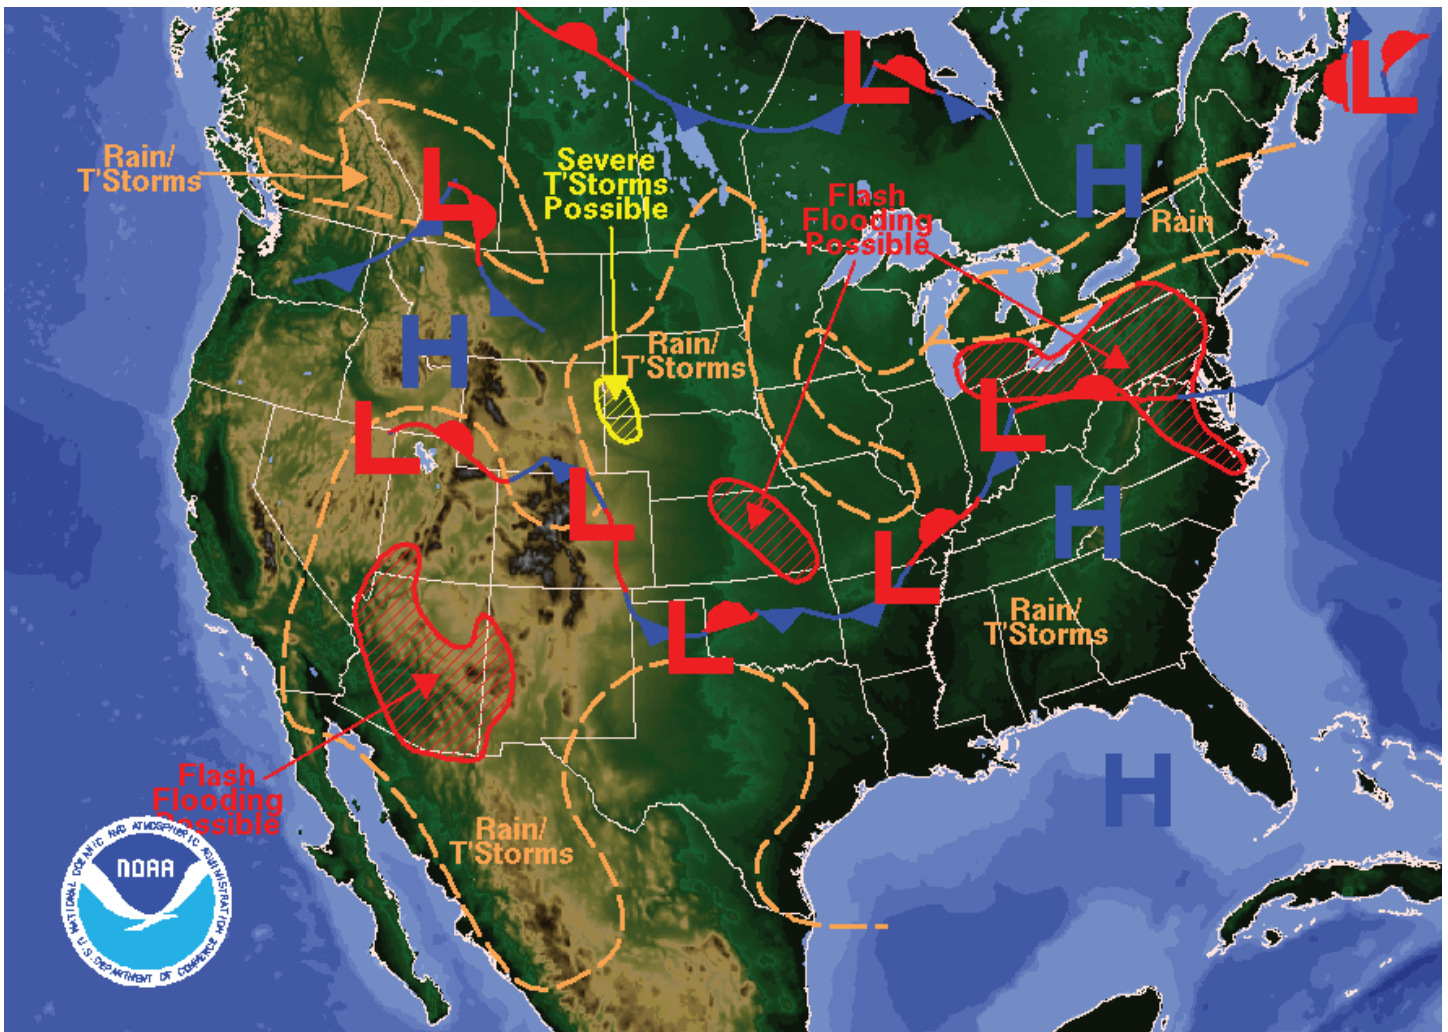 L
L
Rain/
T'Storms
L
Severe
T'Storms
Possible
H
Flash
Flooding
Possible
Rain
H
Rain/
T'Storms
L
L
L
H
L
L
Rain/
T'Storms
Flash
Flooding
Possible
H
Rain/
T'Storms
NOAA
NATIONAL OCEANIC AND ATMOSPHERIC ADMINISTRATION
U.S. DEPARTMENT OF COMMERCE